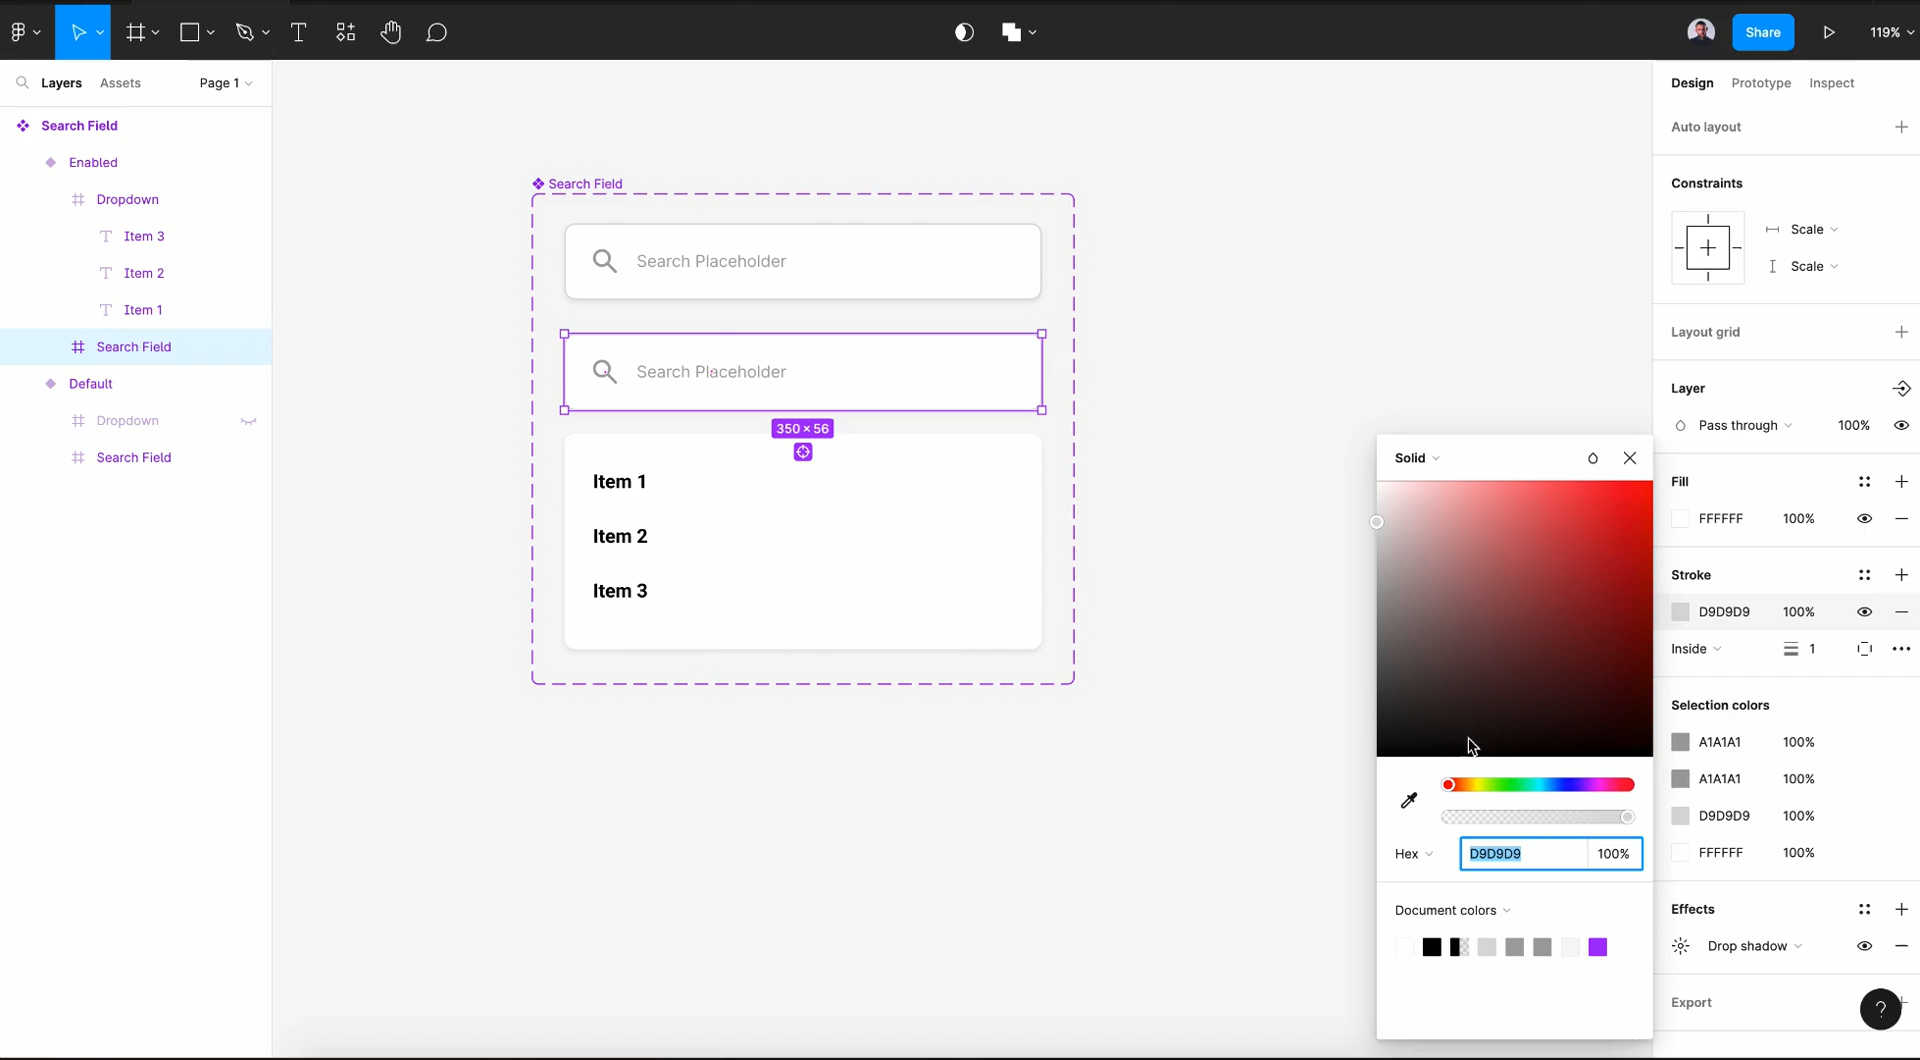 Share
119%
Layers
Assets
Page 1
Search Field
Enabled
Dropdown
Item 3
Item 2
Item 1
Search Field
Default
Dropdown
Search Field
Search Field
Search Placeholder
Search Placeholder
350 × 56
Item 1
Item 2
Item 3
Solid
Hex
D9D9D9
100%
Document colors
Design
Prototype
Inspect
Auto layout
Constraints
Scale
Scale
Layout grid
Layer
Pass through
100%
Fill
FFFFFF
100%
Stroke
D9D9D9
100%
Inside
1
Selection colors
A1A1A1
100%
A1A1A1
100%
D9D9D9
100%
FFFFFF
100%
Effects
Drop shadow
Export
?